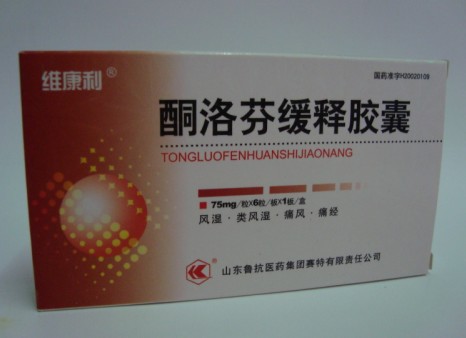 维康利®
国药准字H20020109
酮洛芬缓释胶囊
TONGLUOFENHUANSHIJIAONANG
75mg/粒x6粒/板x1板/盒
风湿·类风湿·痛风·痛经
山东鲁抗医药集团赛特有限责任公司